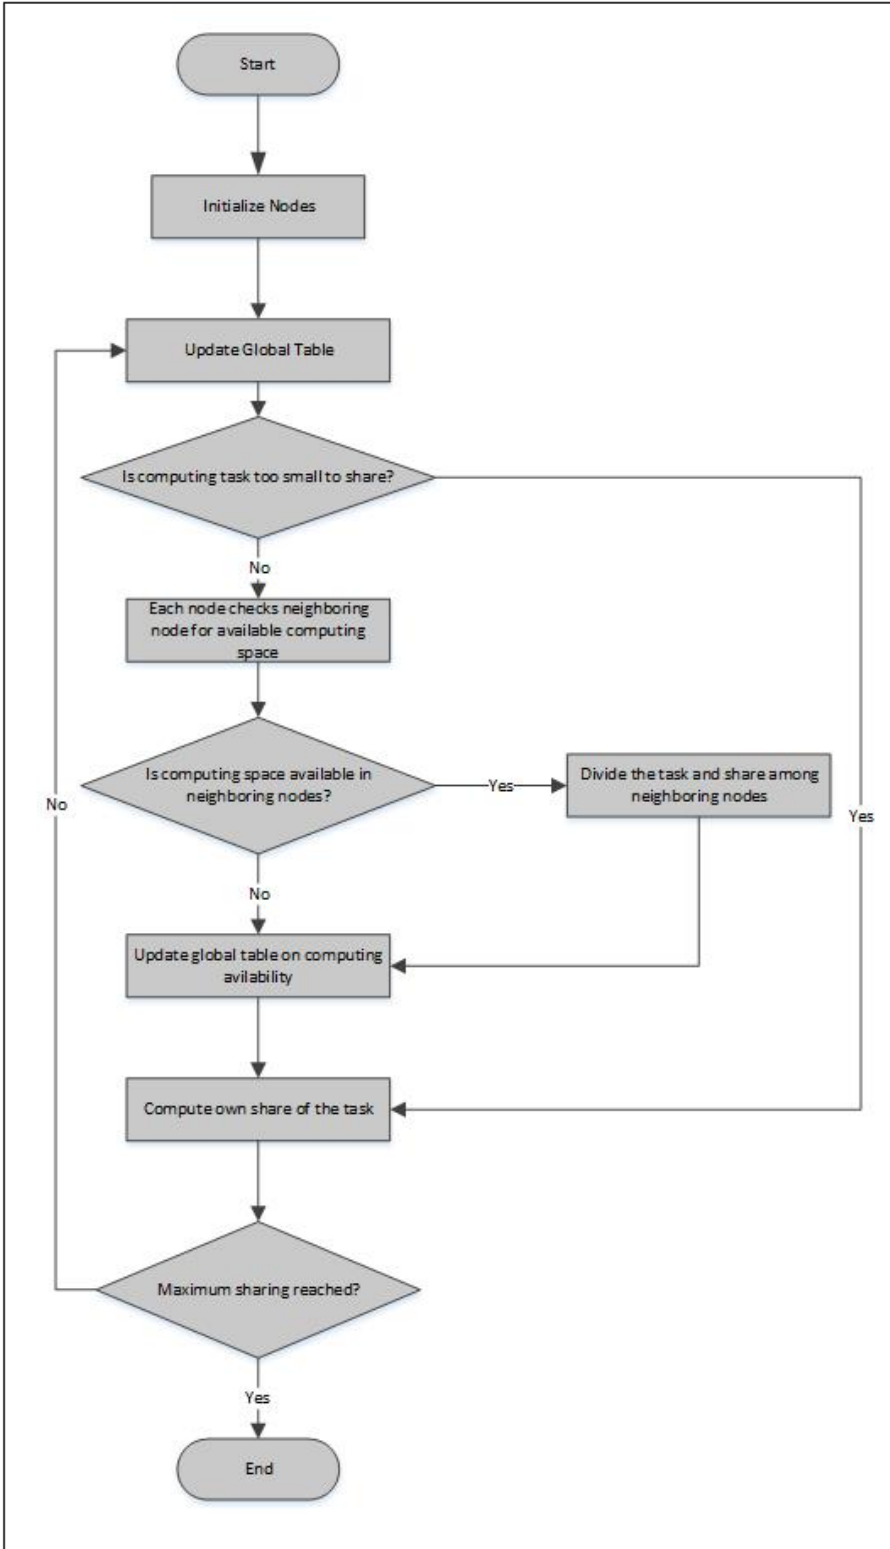 Start
Initialize Nodes
Update Global Table
Is computing task too small to share?
No
Each node checks neighboring
node for available computing
space
Is computing space available in
neighboring nodes?
Yes
Divide the task and share among
neighboring nodes
No
Yes
No
Update global table on computing
avilability
Compute own share of the task
Maximum sharing reached?
Yes
End